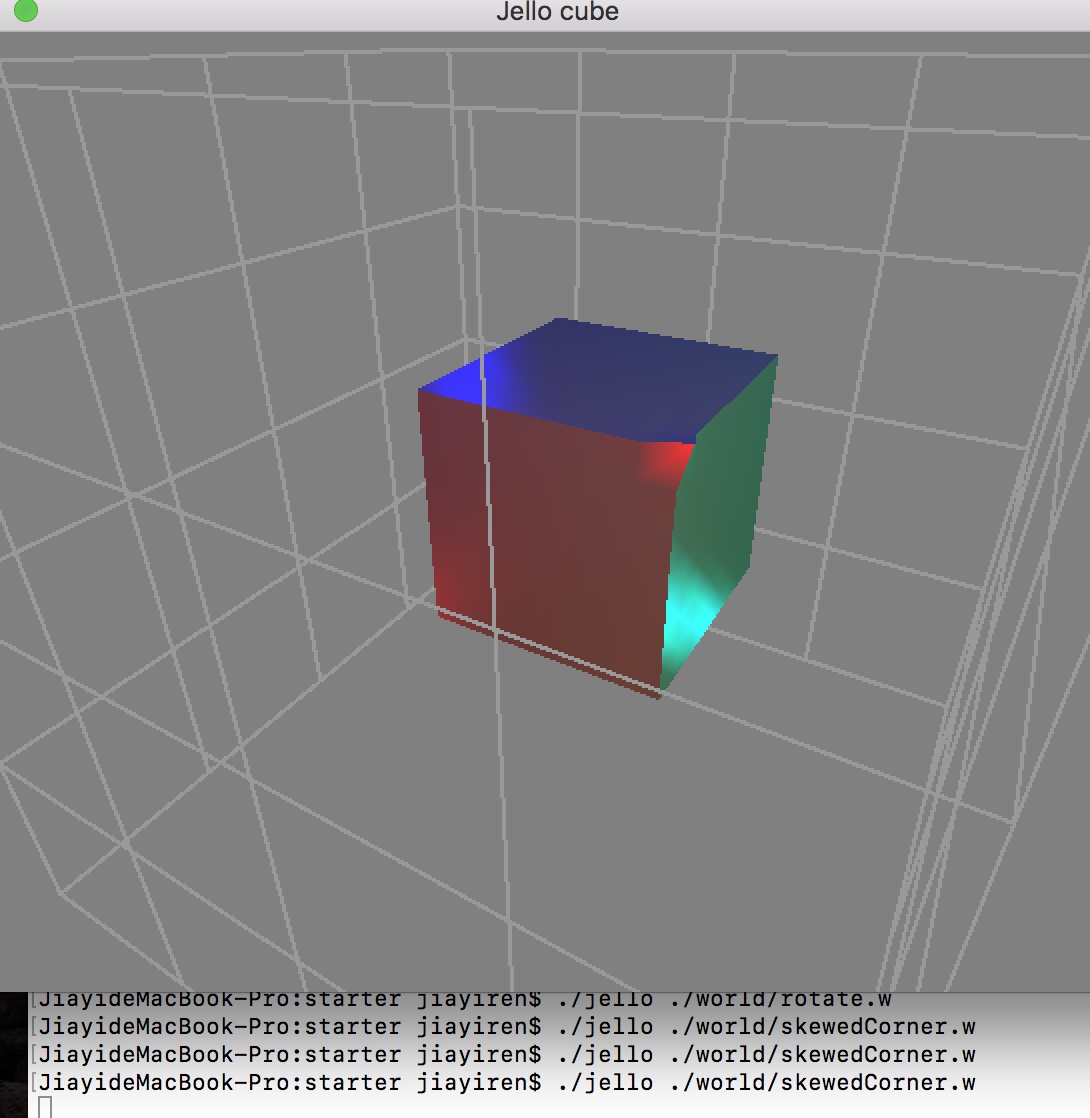 Jello cube
[JiayideMacBook-Pro:starter jiayiren$ ./jello ./world/rotate.w
[JiayideMacBook-Pro:starter jiayiren$ ./jello ./world/skewedCorner.w
[JiayideMacBook-Pro:starter jiayiren$ ./jello ./world/skewedCorner.w
[JiayideMacBook-Pro:starter jiayiren$ ./jello ./world/skewedCorner.w